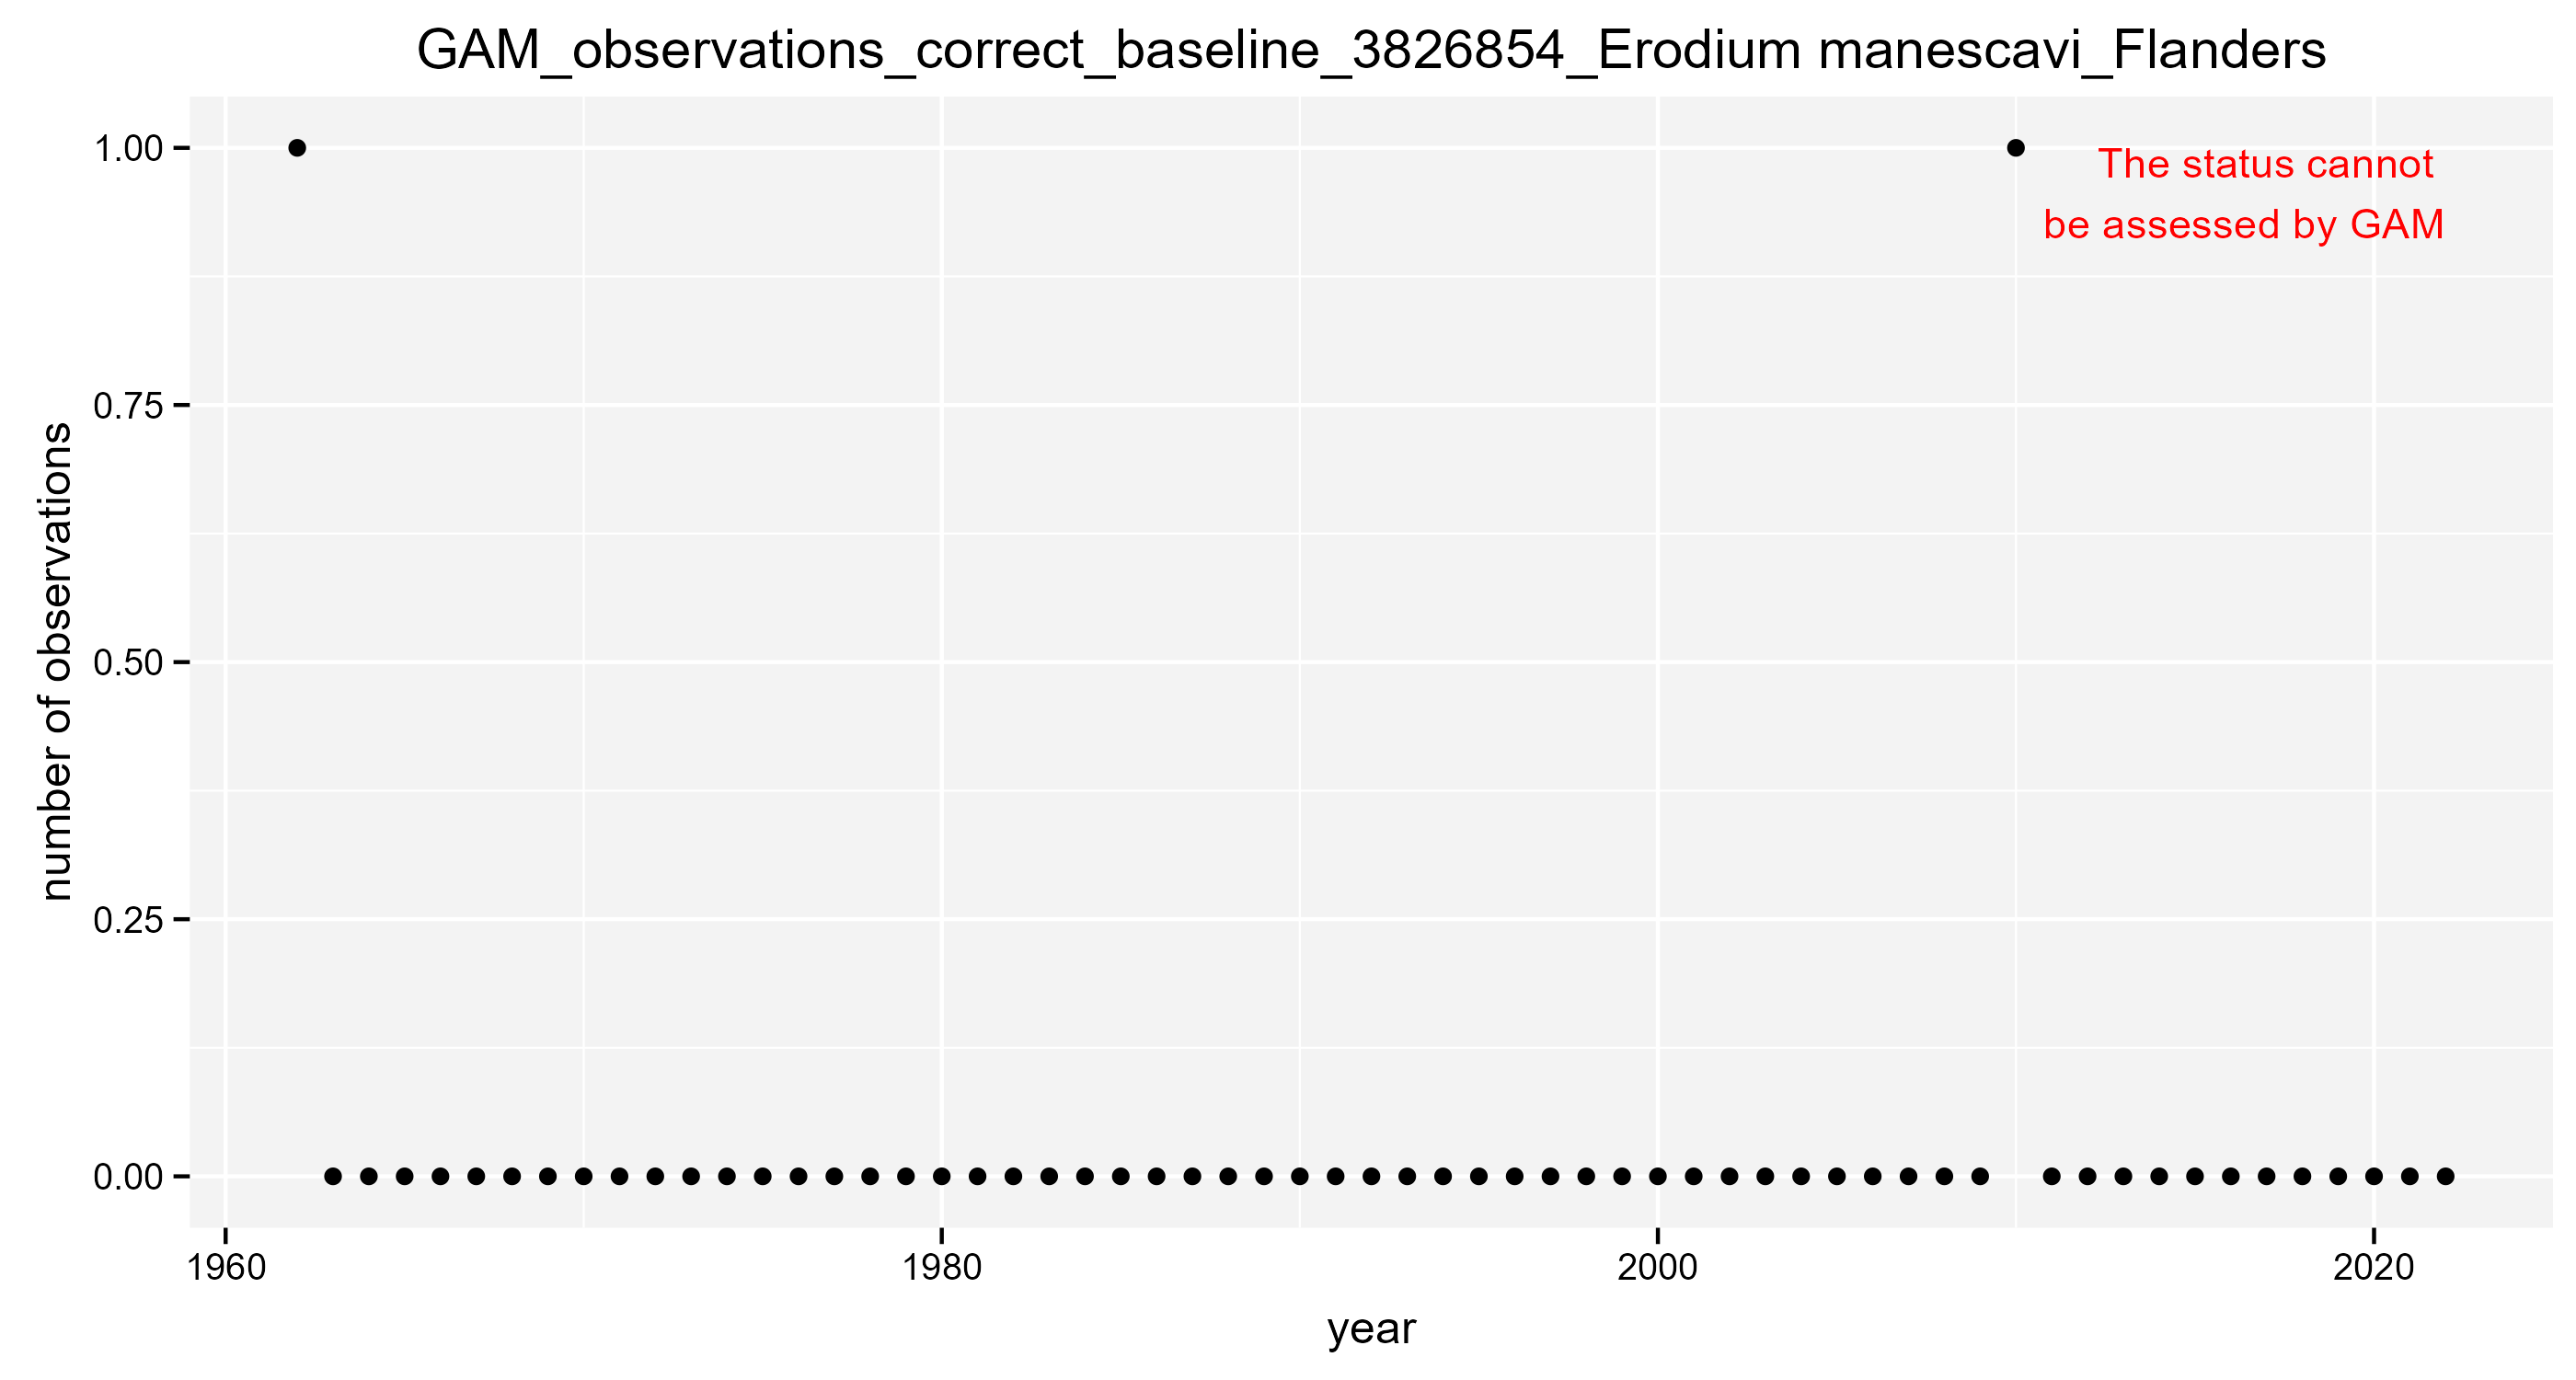 GAM_observations_correct_baseline_3826854_Erodium manescavi_Flanders
1.00
The status cannot
be assessed by GAM
0.75
number of observations
0.50
0.25
0.00
1960
1980
2000
2020
year